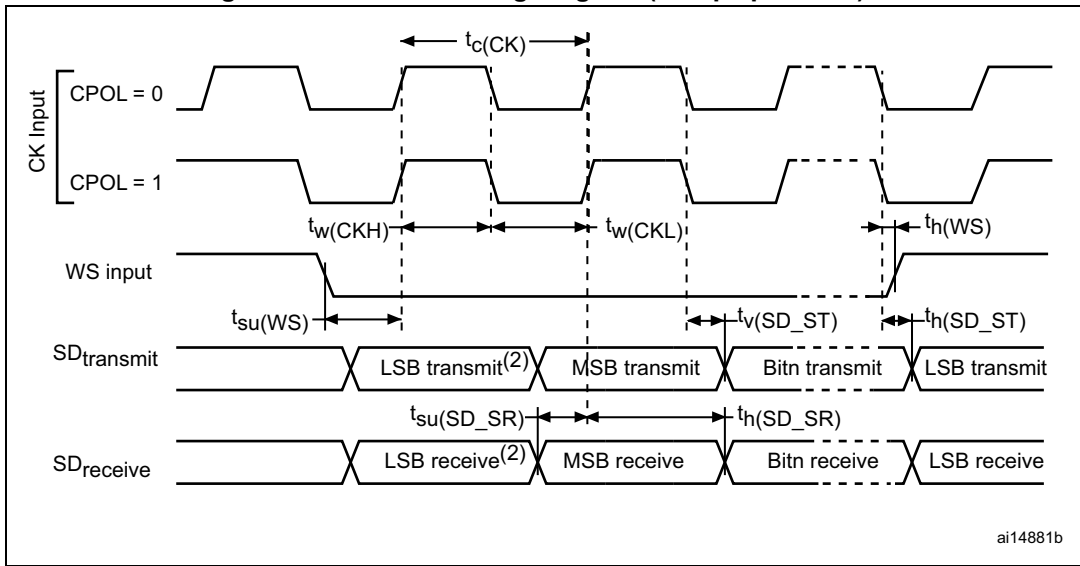 tc(CK)
CK Input
CPOL = 0
CPOL = 1
tw(CKH)
tw(CKL)
th(WS)
WS input
tsu(WS)
tv(SD_ST)
th(SD_ST)
SDtransmit
LSB transmit(2)
MSB transmit
Bitn transmit
LSB transmit
tsu(SD_SR)
th(SD_SR)
SDreceive
LSB receive(2)
MSB receive
Bitn receive
LSB receive
ai14881b